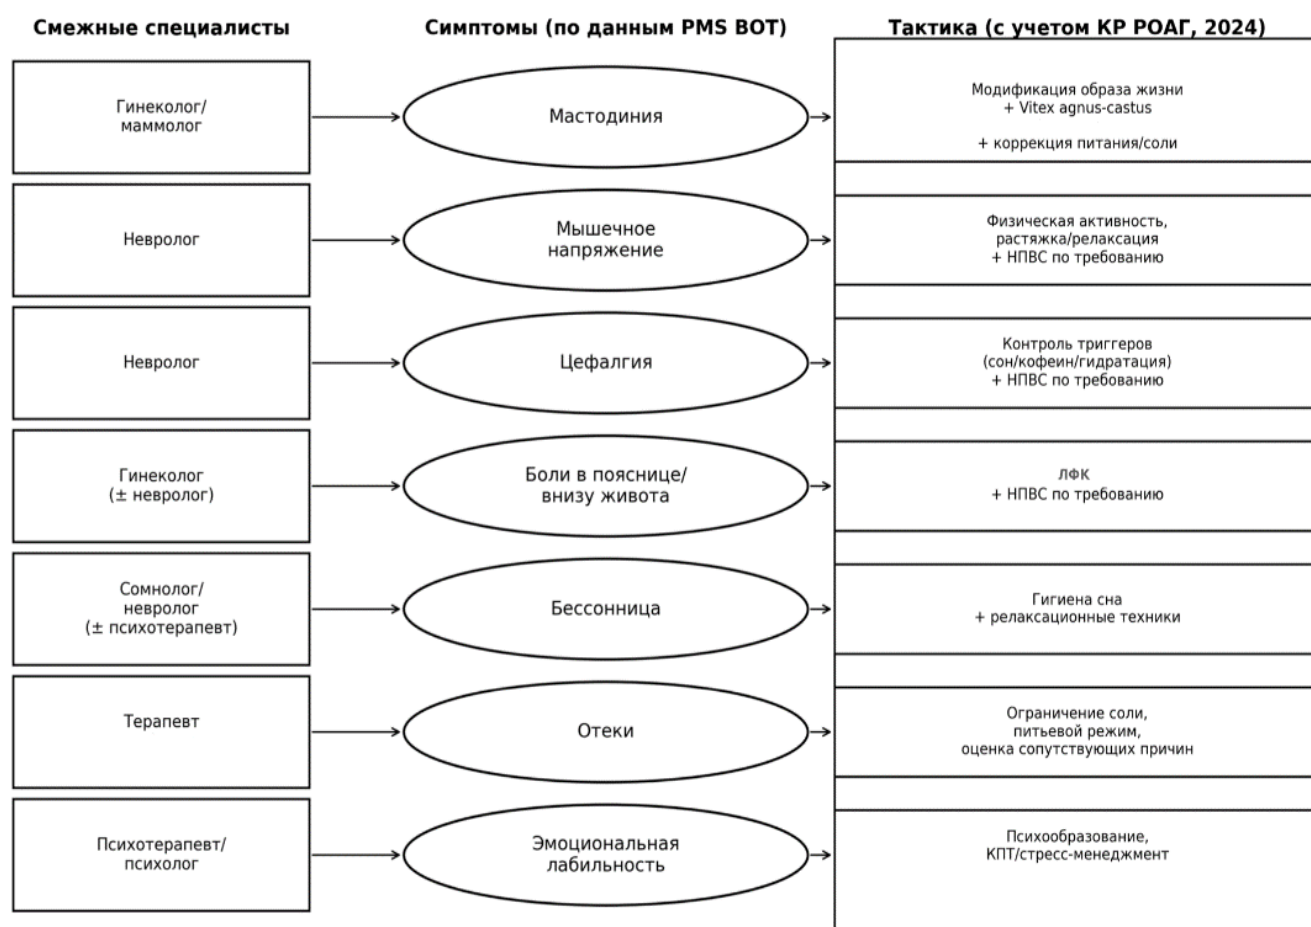 Смежные специалисты
Симптомы (по данным PMS BOT)
Тактика (с учетом КР РОАГ, 2024)
Гинеколог/
маммолог
Мастодиния
Модификация образа жизни
+ Vitex agnus-castus
+ коррекция питания/соли
Невролог
Мышечное
напряжение
Физическая активность,
растяжка/релаксация
+ НПВС по требованию
Невролог
Цефалгия
Контроль триггеров
(сон/кофеин/гидратация)
+ НПВС по требованию
Гинеколог
(± невролог)
Боли в пояснице/
внизу живота
ЛФК
+ НПВС по требованию
Сомнолог/
невролог
(± психотерапевт)
Бессонница
Гигиена сна
+ релаксационные техники
Терапевт
Отеки
Ограничение соли,
питьевой режим,
оценка сопутствующих причин
Психотерапевт/
психолог
Эмоциональная
лабильность
Психообразование,
КПТ/стресс-менеджмент